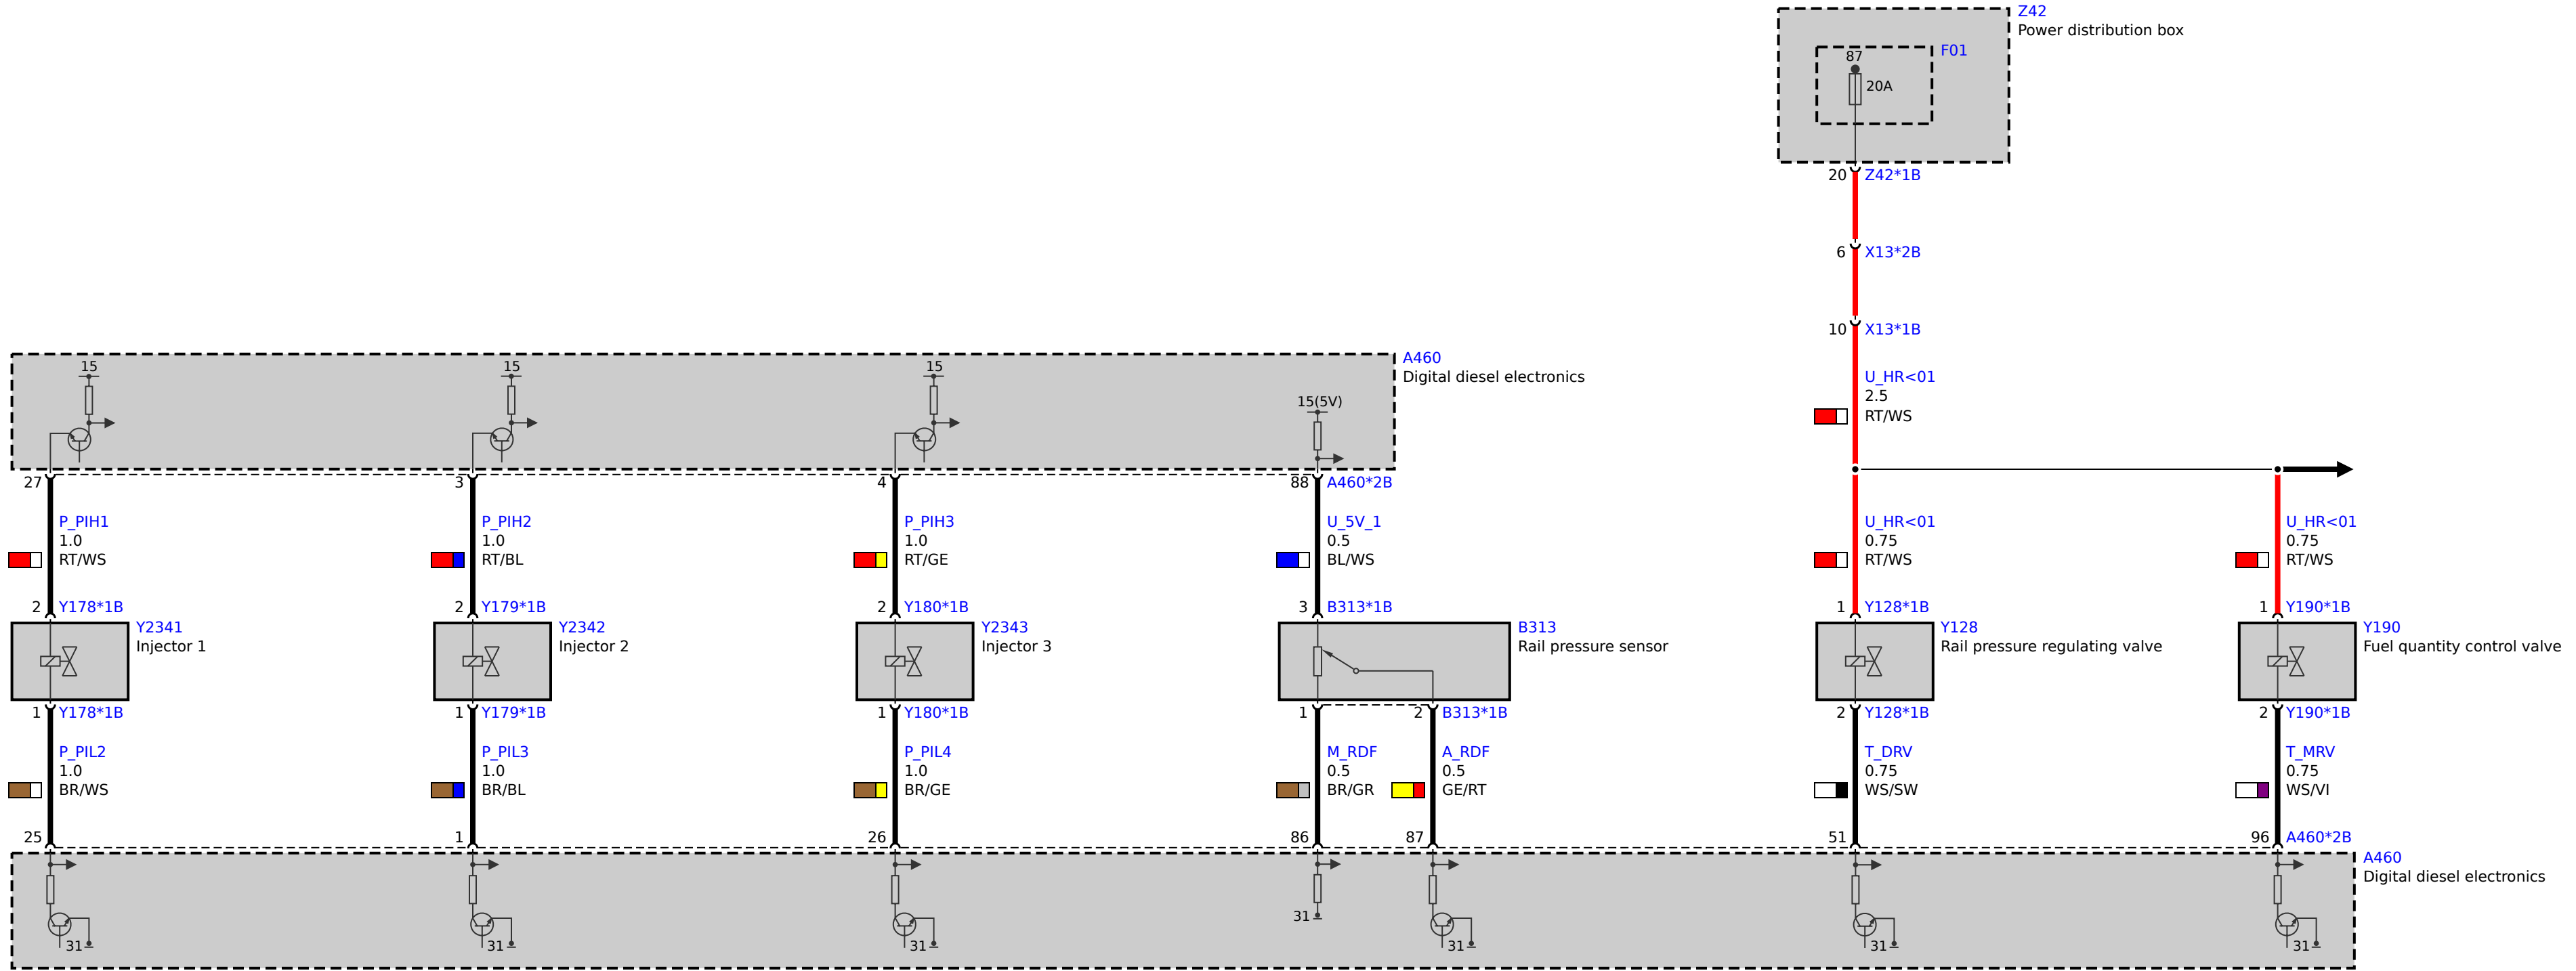 Z42
Power distribution box
F01
87
20A
20 Z42*1B
6 X13*2B
10 X13*1B
U_HR<01
2.5
RT/WS
A460
Digital diesel electronics
15 15 15 15(5V)
27 3 4 88 A460*2B
P_PIH1 P_PIH2 P_PIH3 U_5V_1 U_HR<01 U_HR<01
1.0 1.0 1.0 0.5 0.75 0.75
RT/WS RT/BL RT/GE BL/WS RT/WS RT/WS
2 Y178*1B 2 Y179*1B 2 Y180*1B 3 B313*1B 1 Y128*1B 1 Y190*1B
Y2341 Y2342 Y2343 B313 Y128 Y190
Injector 1 Injector 2 Injector 3 Rail pressure sensor Rail pressure regulating valve Fuel quantity control valve
1 Y178*1B 1 Y179*1B 1 Y180*1B 1 2 B313*1B 2 Y128*1B 2 Y190*1B
P_PIL2 P_PIL3 P_PIL4 M_RDF A_RDF T_DRV T_MRV
1.0 1.0 1.0 0.5 0.5 0.75 0.75
BR/WS BR/BL BR/GE BR/GR GE/RT WS/SW WS/VI
25 1 26 86 87 51 96 A460*2B
A460
Digital diesel electronics
31 31 31 31 31 31 31